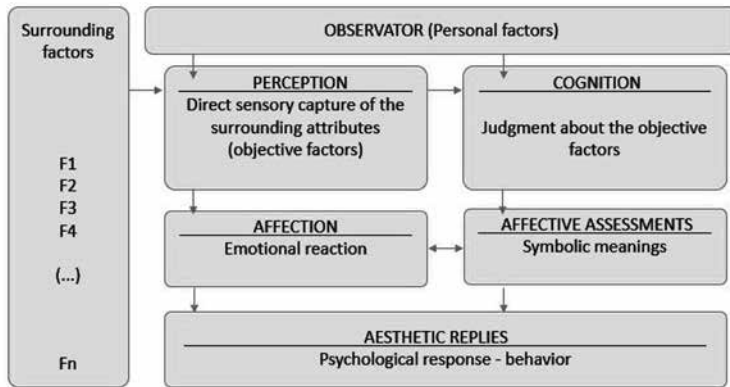 Surrounding
factors
F1
F2
F3
F4
(...)
Fn
OBSERVATOR (Personal factors)
PERCEPTION
Direct sensory capture of the
surrounding attributes
(objective factors)
COGNITION
Judgment about the objective
factors
AFFECTION
Emotional reaction
AFFECTIVE ASSESSMENTS
Symbolic meanings
AESTHETIC REPLIES
Psychological response - behavior